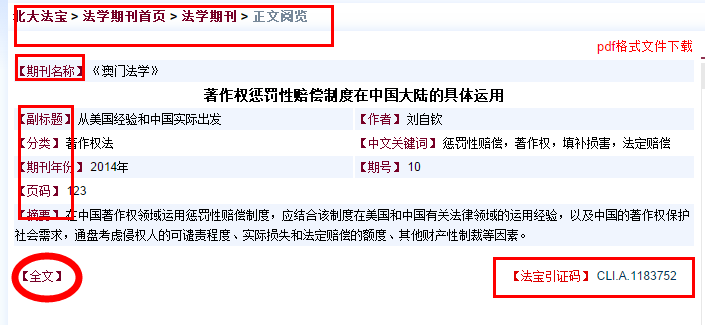 北大法宝 > 法学期刊首页 > 法学期刊 > 正文阅览
pdf格式文件下载
【期刊名称】 《澳门法学》
著作权惩罚性赔偿制度在中国大陆的具体运用
【副标题】 从美国经验和中国实际出发 【作者】 刘自钦
【分类】 著作权法 【中文关键词】 惩罚性赔偿，著作权，填补损害，法定赔偿
【期刊年份】 2014年 【期号】 10
【页码】 123
【摘要】 在中国著作权领域运用惩罚性赔偿制度，应结合该制度在美国和中国有关法律领域的运用经验，以及中国的著作权保护
社会需求，通盘考虑侵权人的可谴责程度、实际损失和法定赔偿的额度、其他财产性制裁等因素。
【全文】 【法宝引证码】 CLI.A.1183752